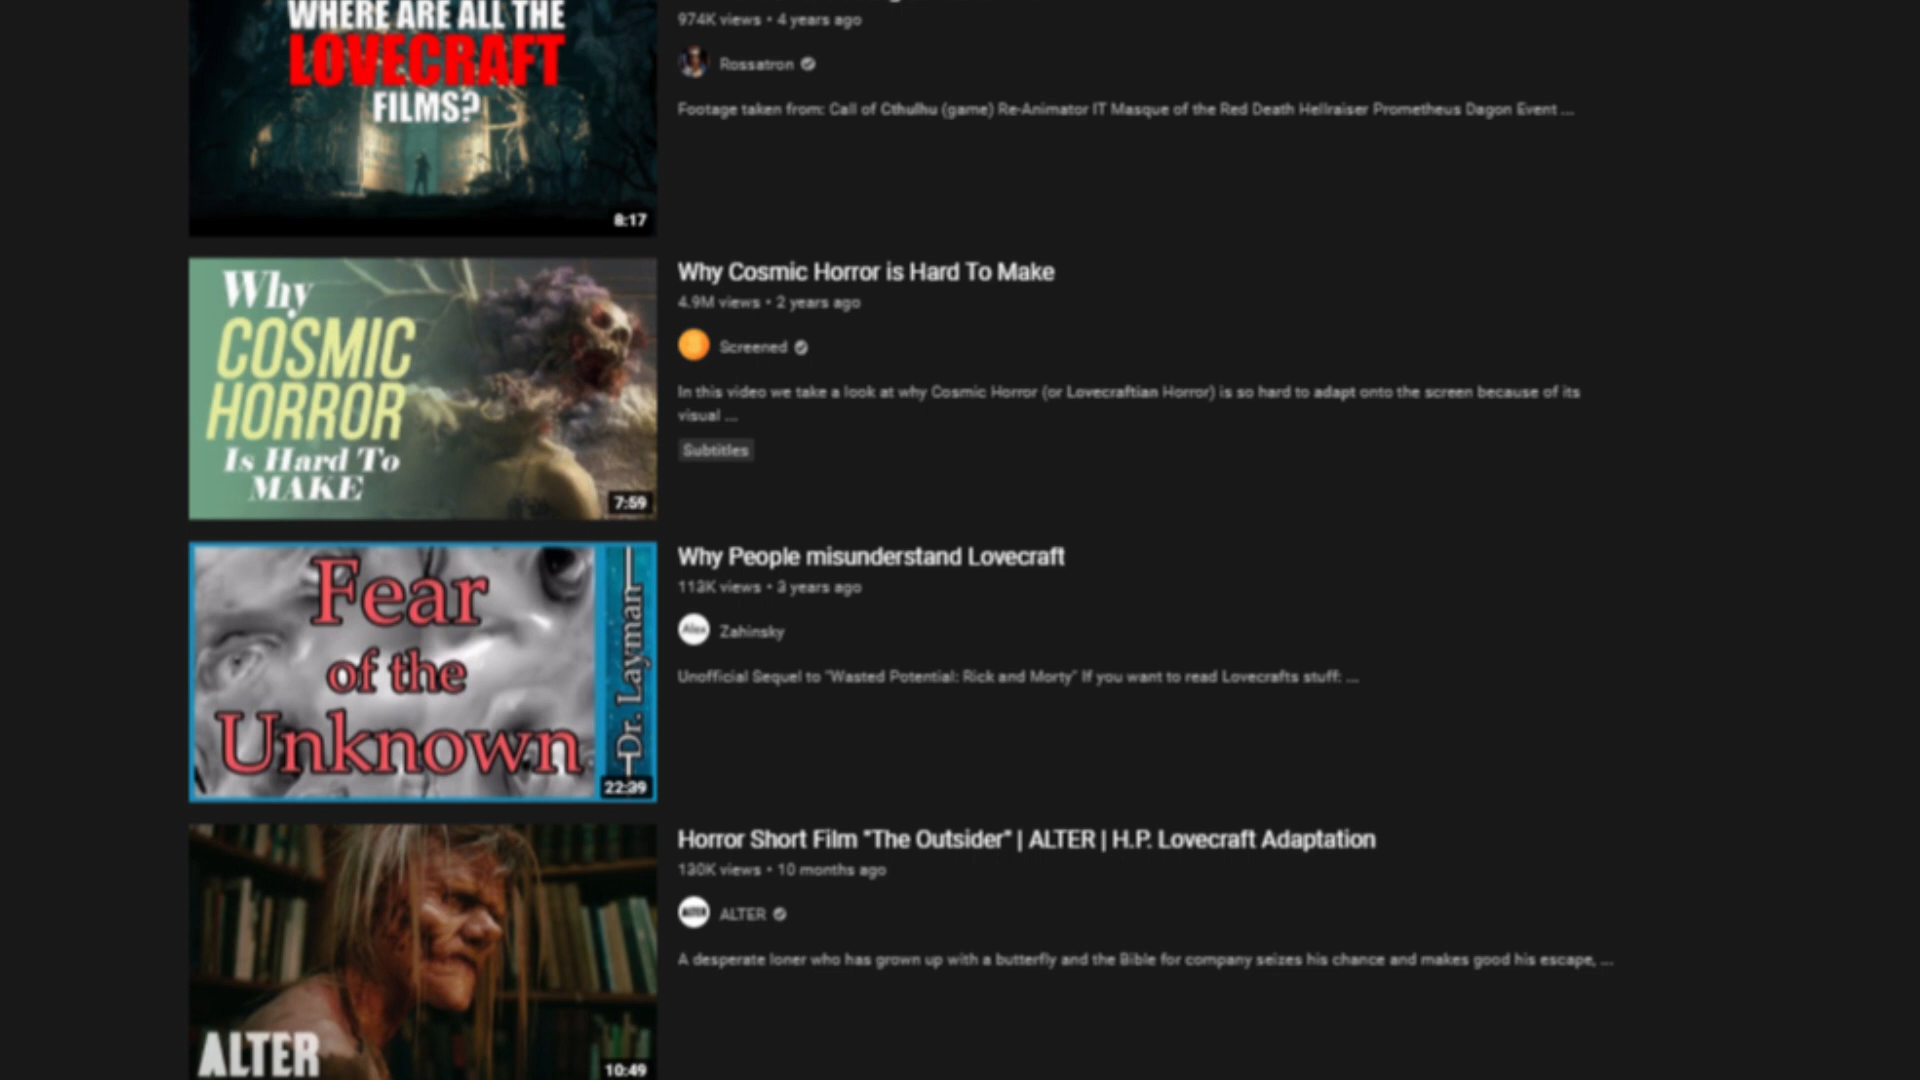 WHERE ARE ALL THE
LOVECRAFT
FILMS?
8:17
974K views • 4 years ago
Rossatron
Footage taken from: Call of Cthulhu (game) Re-Animator IT Masque of the Red Death Hellraiser Prometheus Dagon Event ...
Why
COSMIC
HORROR
Is Hard To
MAKE
7:59
Why Cosmic Horror is Hard To Make
4.9M views • 2 years ago
Screened
In this video we take a look at why Cosmic Horror (or Lovecraftian Horror) is so hard to adapt onto the screen because of its
visual ...
Subtitles
Fear
of the
Unknown
Dr. Layman
22:39
Why People misunderstand Lovecraft
113K views • 3 years ago
Alex
Zahinsky
Unofficial Sequel to "Wasted Potential: Rick and Morty" If you want to read Lovecrafts stuff: ...
ALTER
10:49
Horror Short Film "The Outsider" | ALTER | H.P. Lovecraft Adaptation
130K views • 10 months ago
ALTER
ALTER
A desperate loner who has grown up with a butterfly and the Bible for company seizes his chance and makes good his escape, ...